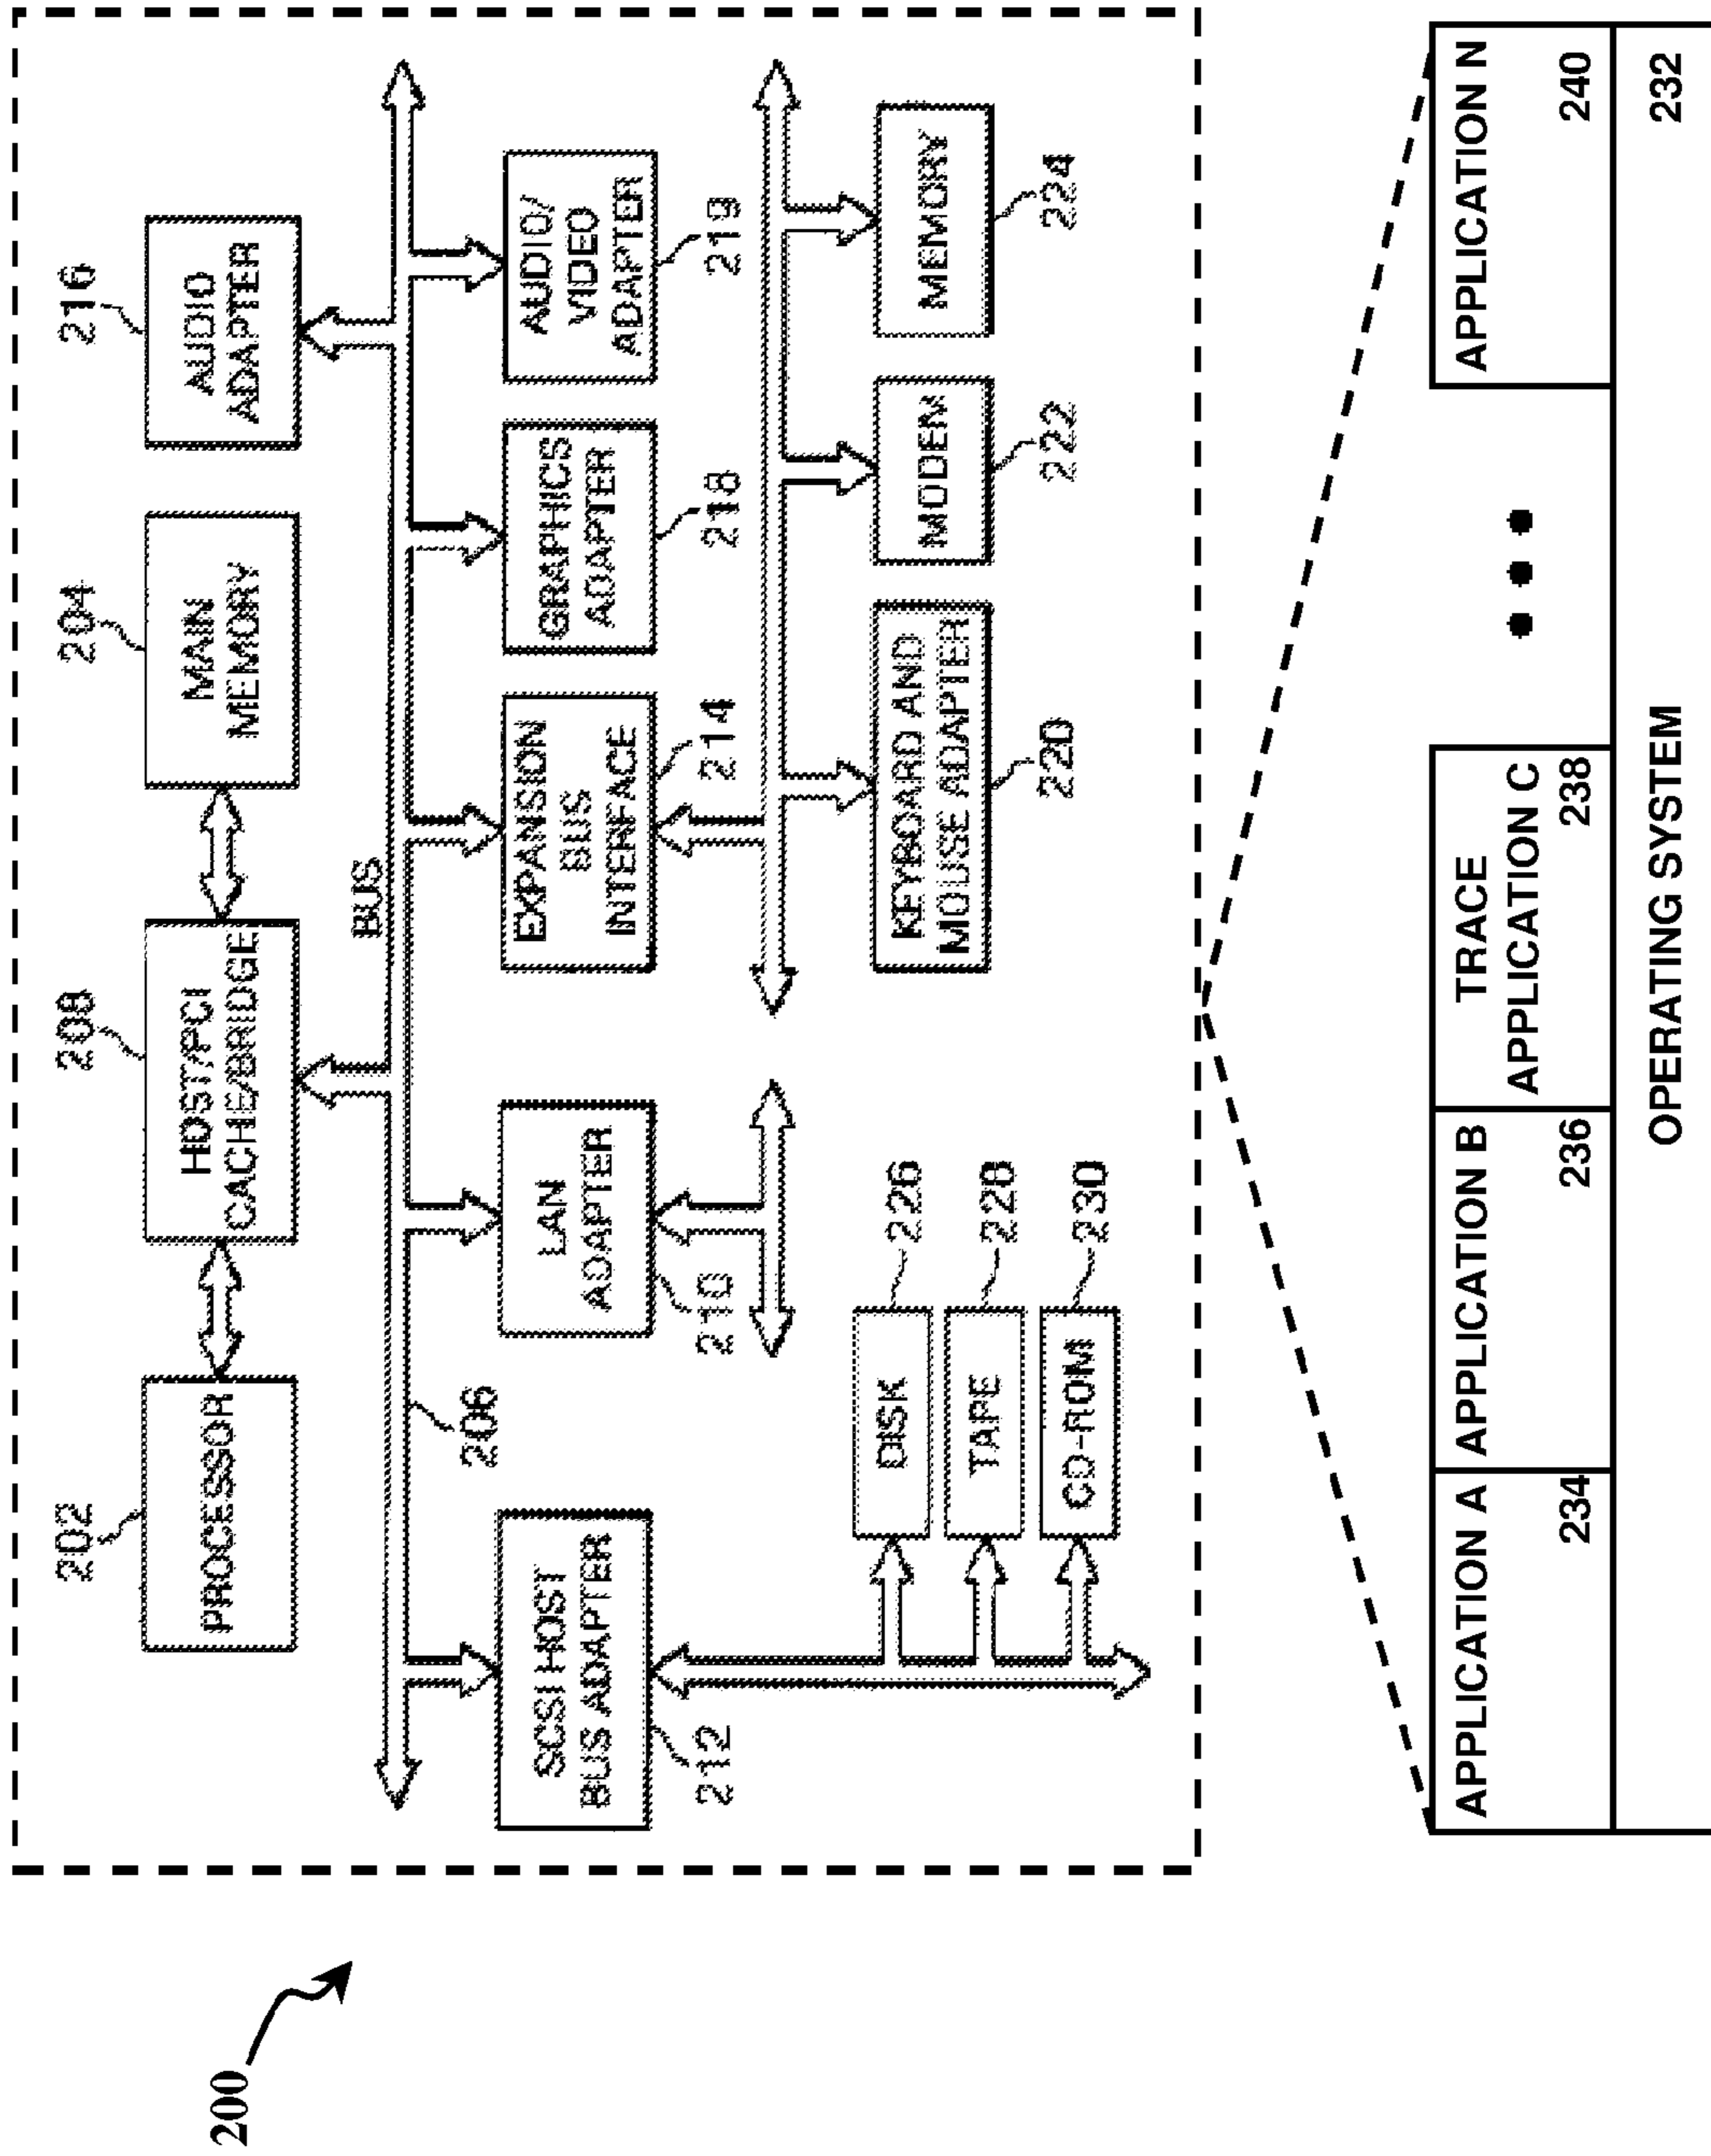 200
202
208
204
216
PROCESSOR
HOST/PCI
CACHE/BRIDGE
MAIN
MEMORY
AUDIO
ADAPTER
BUS
206
SCSI HOST
BUS ADAPTER
LAN
ADAPTER
EXPANSION
BUS
INTERFACE
GRAPHICS
ADAPTER
AUDIO/
VIDEO
ADAPTER
212
210
214
218
219
DISK
226
TAPE
228
CD-ROM
230
KEYBOARD AND
MOUSE ADAPTER
MODEM
MEMORY
220
222
224
APPLICATION A
234
APPLICATION B
236
TRACE
APPLICATION C
238
APPLICATION N
240
OPERATING SYSTEM
232